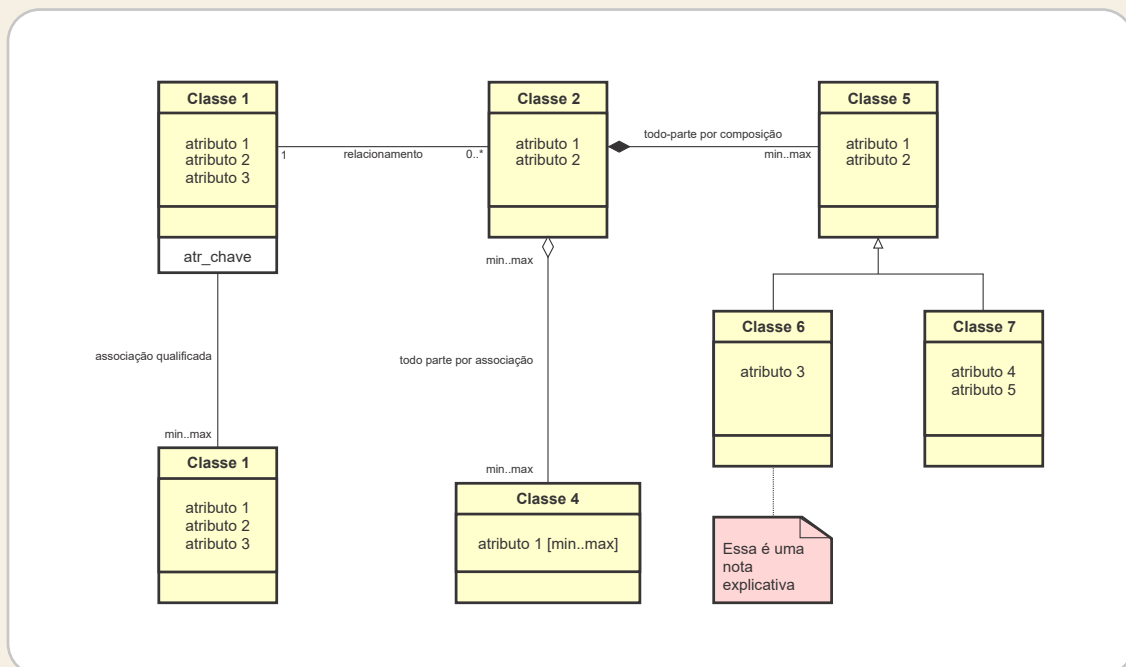 Classe 1
atributo 1
atributo 2
atributo 3
atr_chave
1
relacionamento
0..*
Classe 2
atributo 1
atributo 2
todo-parte por composição
min..max
Classe 5
atributo 1
atributo 2
associação qualificada
min..max
Classe 1
atributo 1
atributo 2
atributo 3
min..max
todo parte por associação
min..max
Classe 4
atributo 1 [min..max]
Classe 6
atributo 3
Classe 7
atributo 4
atributo 5
Essa é uma
nota
explicativa